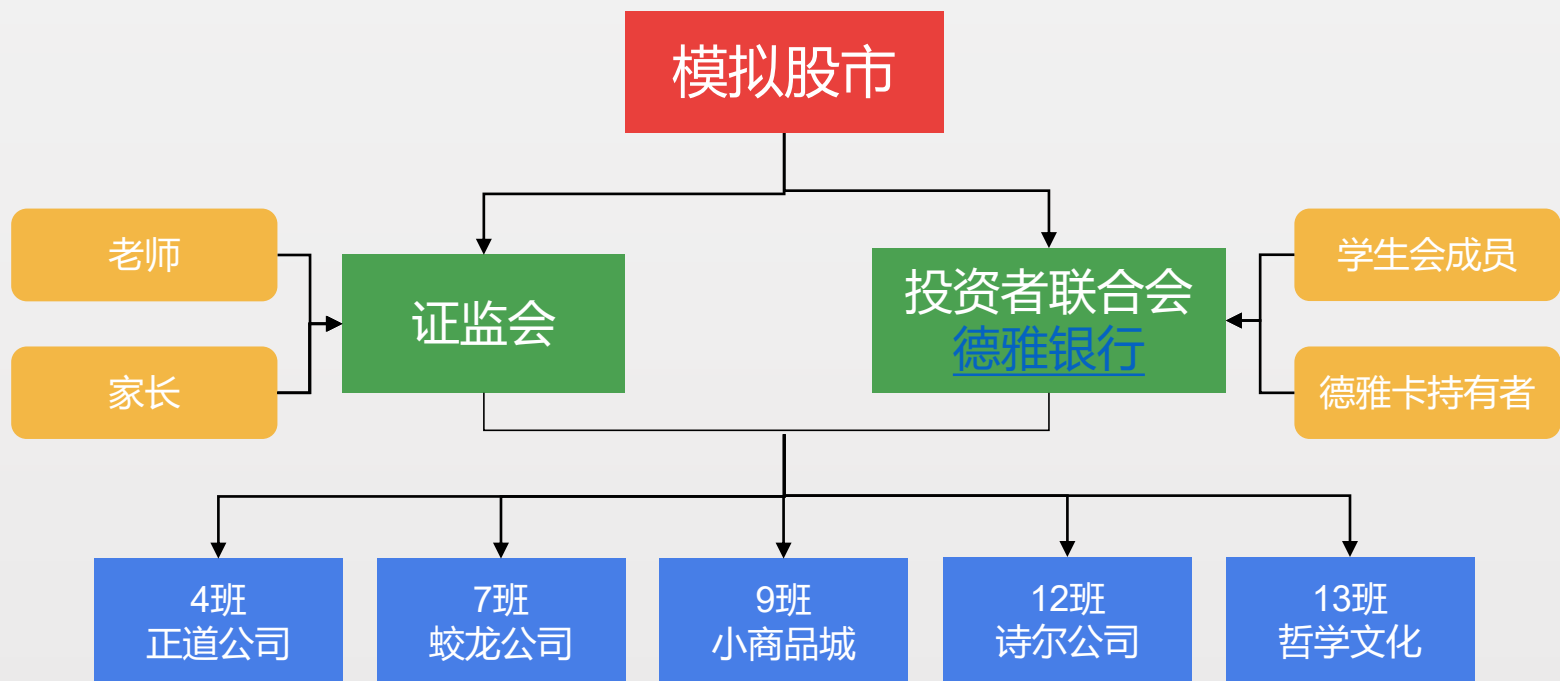 模拟股市
老师
学生会成员
证监会
投资者联合会
德雅银行
家长
德雅卡持有者
4班
正道公司
7班
蛟龙公司
9班
小商品城
12班
诗尔公司
13班
哲学文化